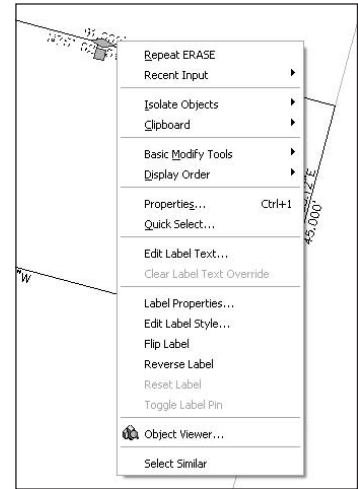 Repeat ERASE
Recent Input
Isolate Objects
Clipboard
Basic Modify Tools
Display Order
Properties... Ctrl+1
Quick Select...
Edit Label Text...
Clear Label Text Override
Label Properties...
Edit Label Style...
Flip Label
Reverse Label
Reset Label
Toggle Label Pin
Object Viewer...
Select Similar
45.000'
"W